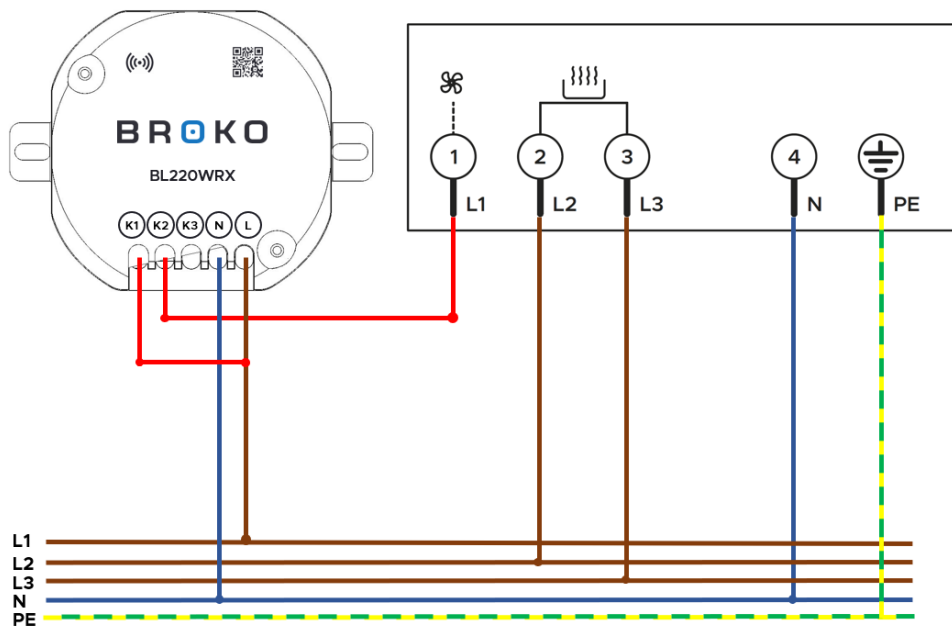 BROKO
BL220WRX
K1 K2 K3 N L
1 2 3 4
L1 L2 L3 N PE
L1
L2
L3
N
PE